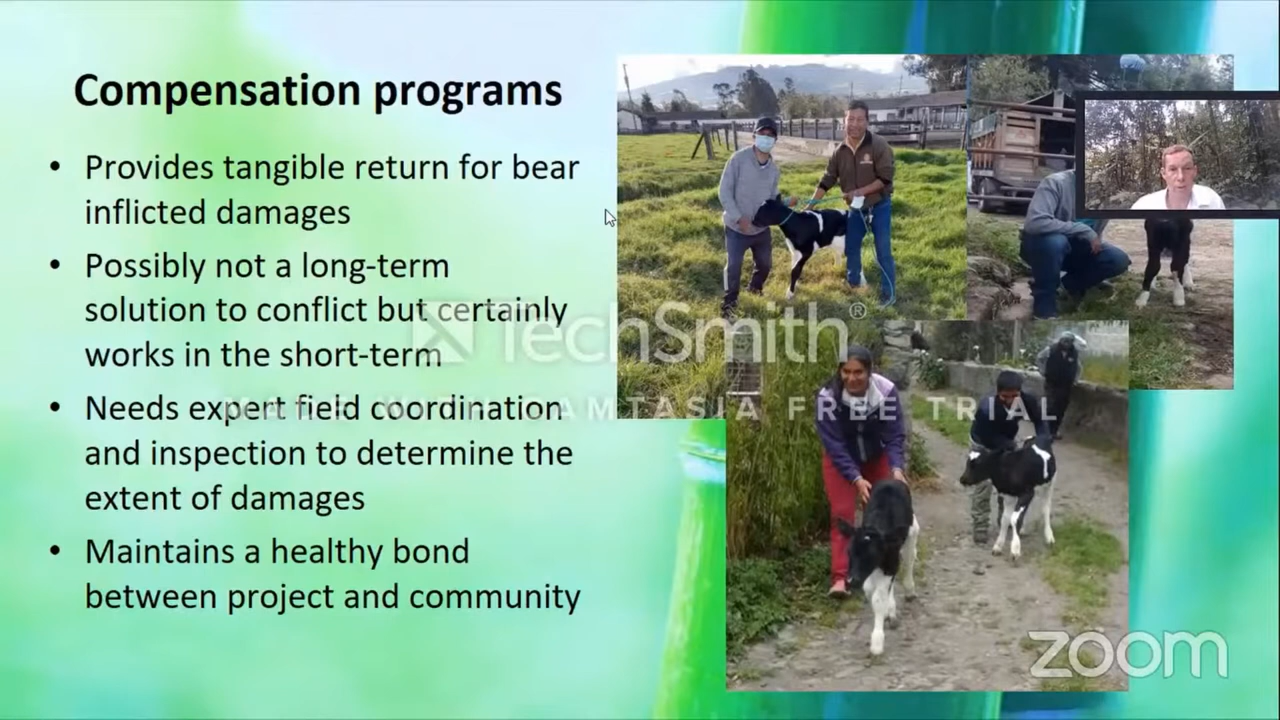 Compensation programs
• Provides tangible return for bear
inflicted damages
• Possibly not a long-term
solution to conflict but certainly
works in the short-term
• Needs expert field coordination
and inspection to determine the
extent of damages
• Maintains a healthy bond
between project and community
TechSmith®
MADE WITH CAMTASIA FREE TRIAL
zoom